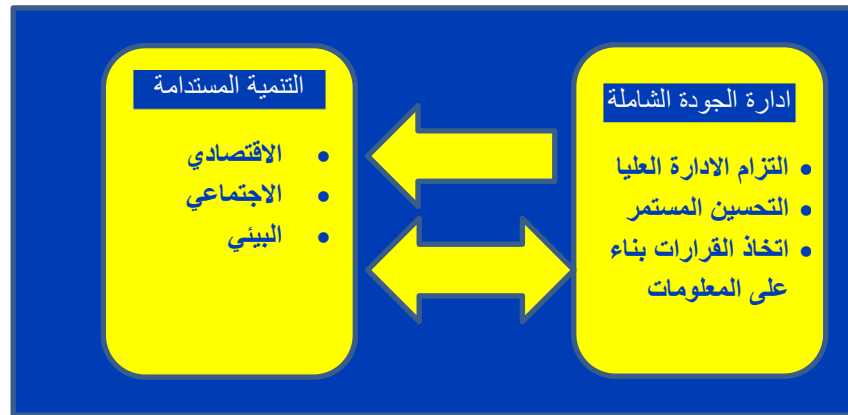 ادارة الجودة الشاملة
• التزام الادارة العليا
• التحسين المستمر
• اتخاذ القرارات بناء
على المعلومات
التنمية المستدامة
• الاقتصادي
• الاجتماعي
• البيئي